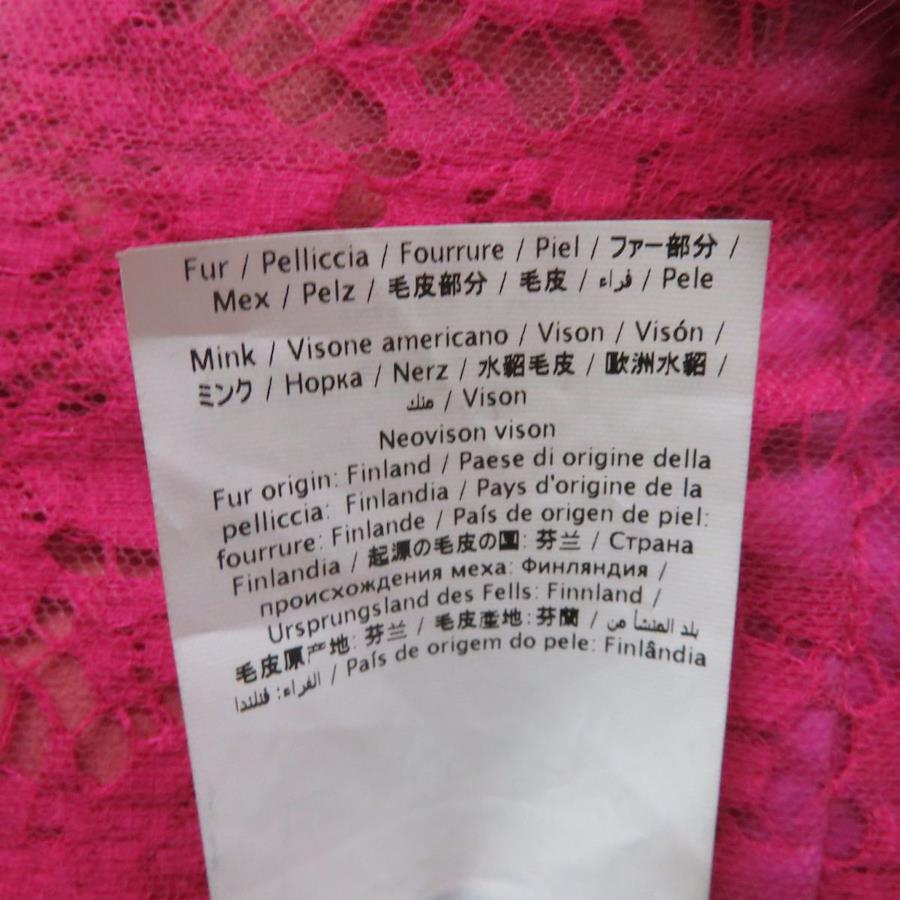 Fur / Pelliccia / Fourrure / Piel / ファー部分 /
Mex / Pelz / 毛皮部分 / 毛皮 / فراء / Pele
Mink / Visone americano / Vison / Visón /
ミンク / Норка / Nerz / 水貂毛皮 / 歐洲水貂 /
منك / Vison
Neovison vison
Fur origin: Finland / Paese di origine della
pelliccia: Finlandia / Pays d'origine de la
fourrure: Finlande / País de origen de piel:
Finlandia / 起源の毛皮の国: 芬兰 / Страна
происхождения меха: Финляндия /
Ursprungsland des Fells: Finnland /
毛皮原产地: 芬兰 / 毛皮產地: 芬蘭 / بلد المنشأ من
الفراء: فنلندا / País de origem do pele: Finlândia